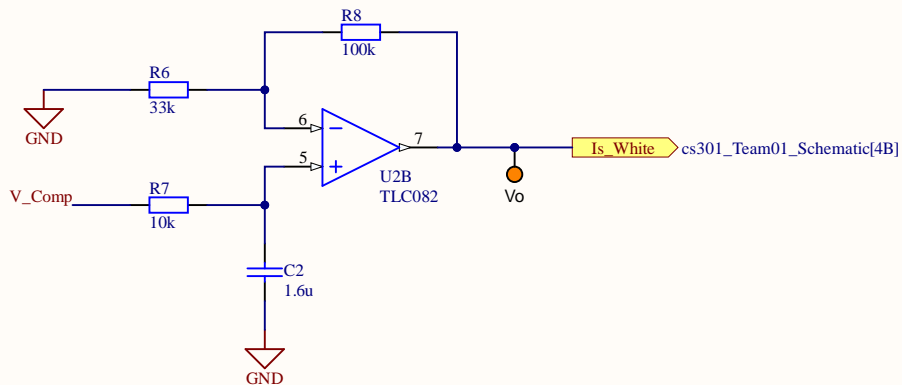 R8
100k
R6
33k
GND
6
7
5
U2B
TLC082
Is_White
cs301_Team01_Schematic[4B]
Vo
V_Comp
R7
10k
C2
1.6u
GND